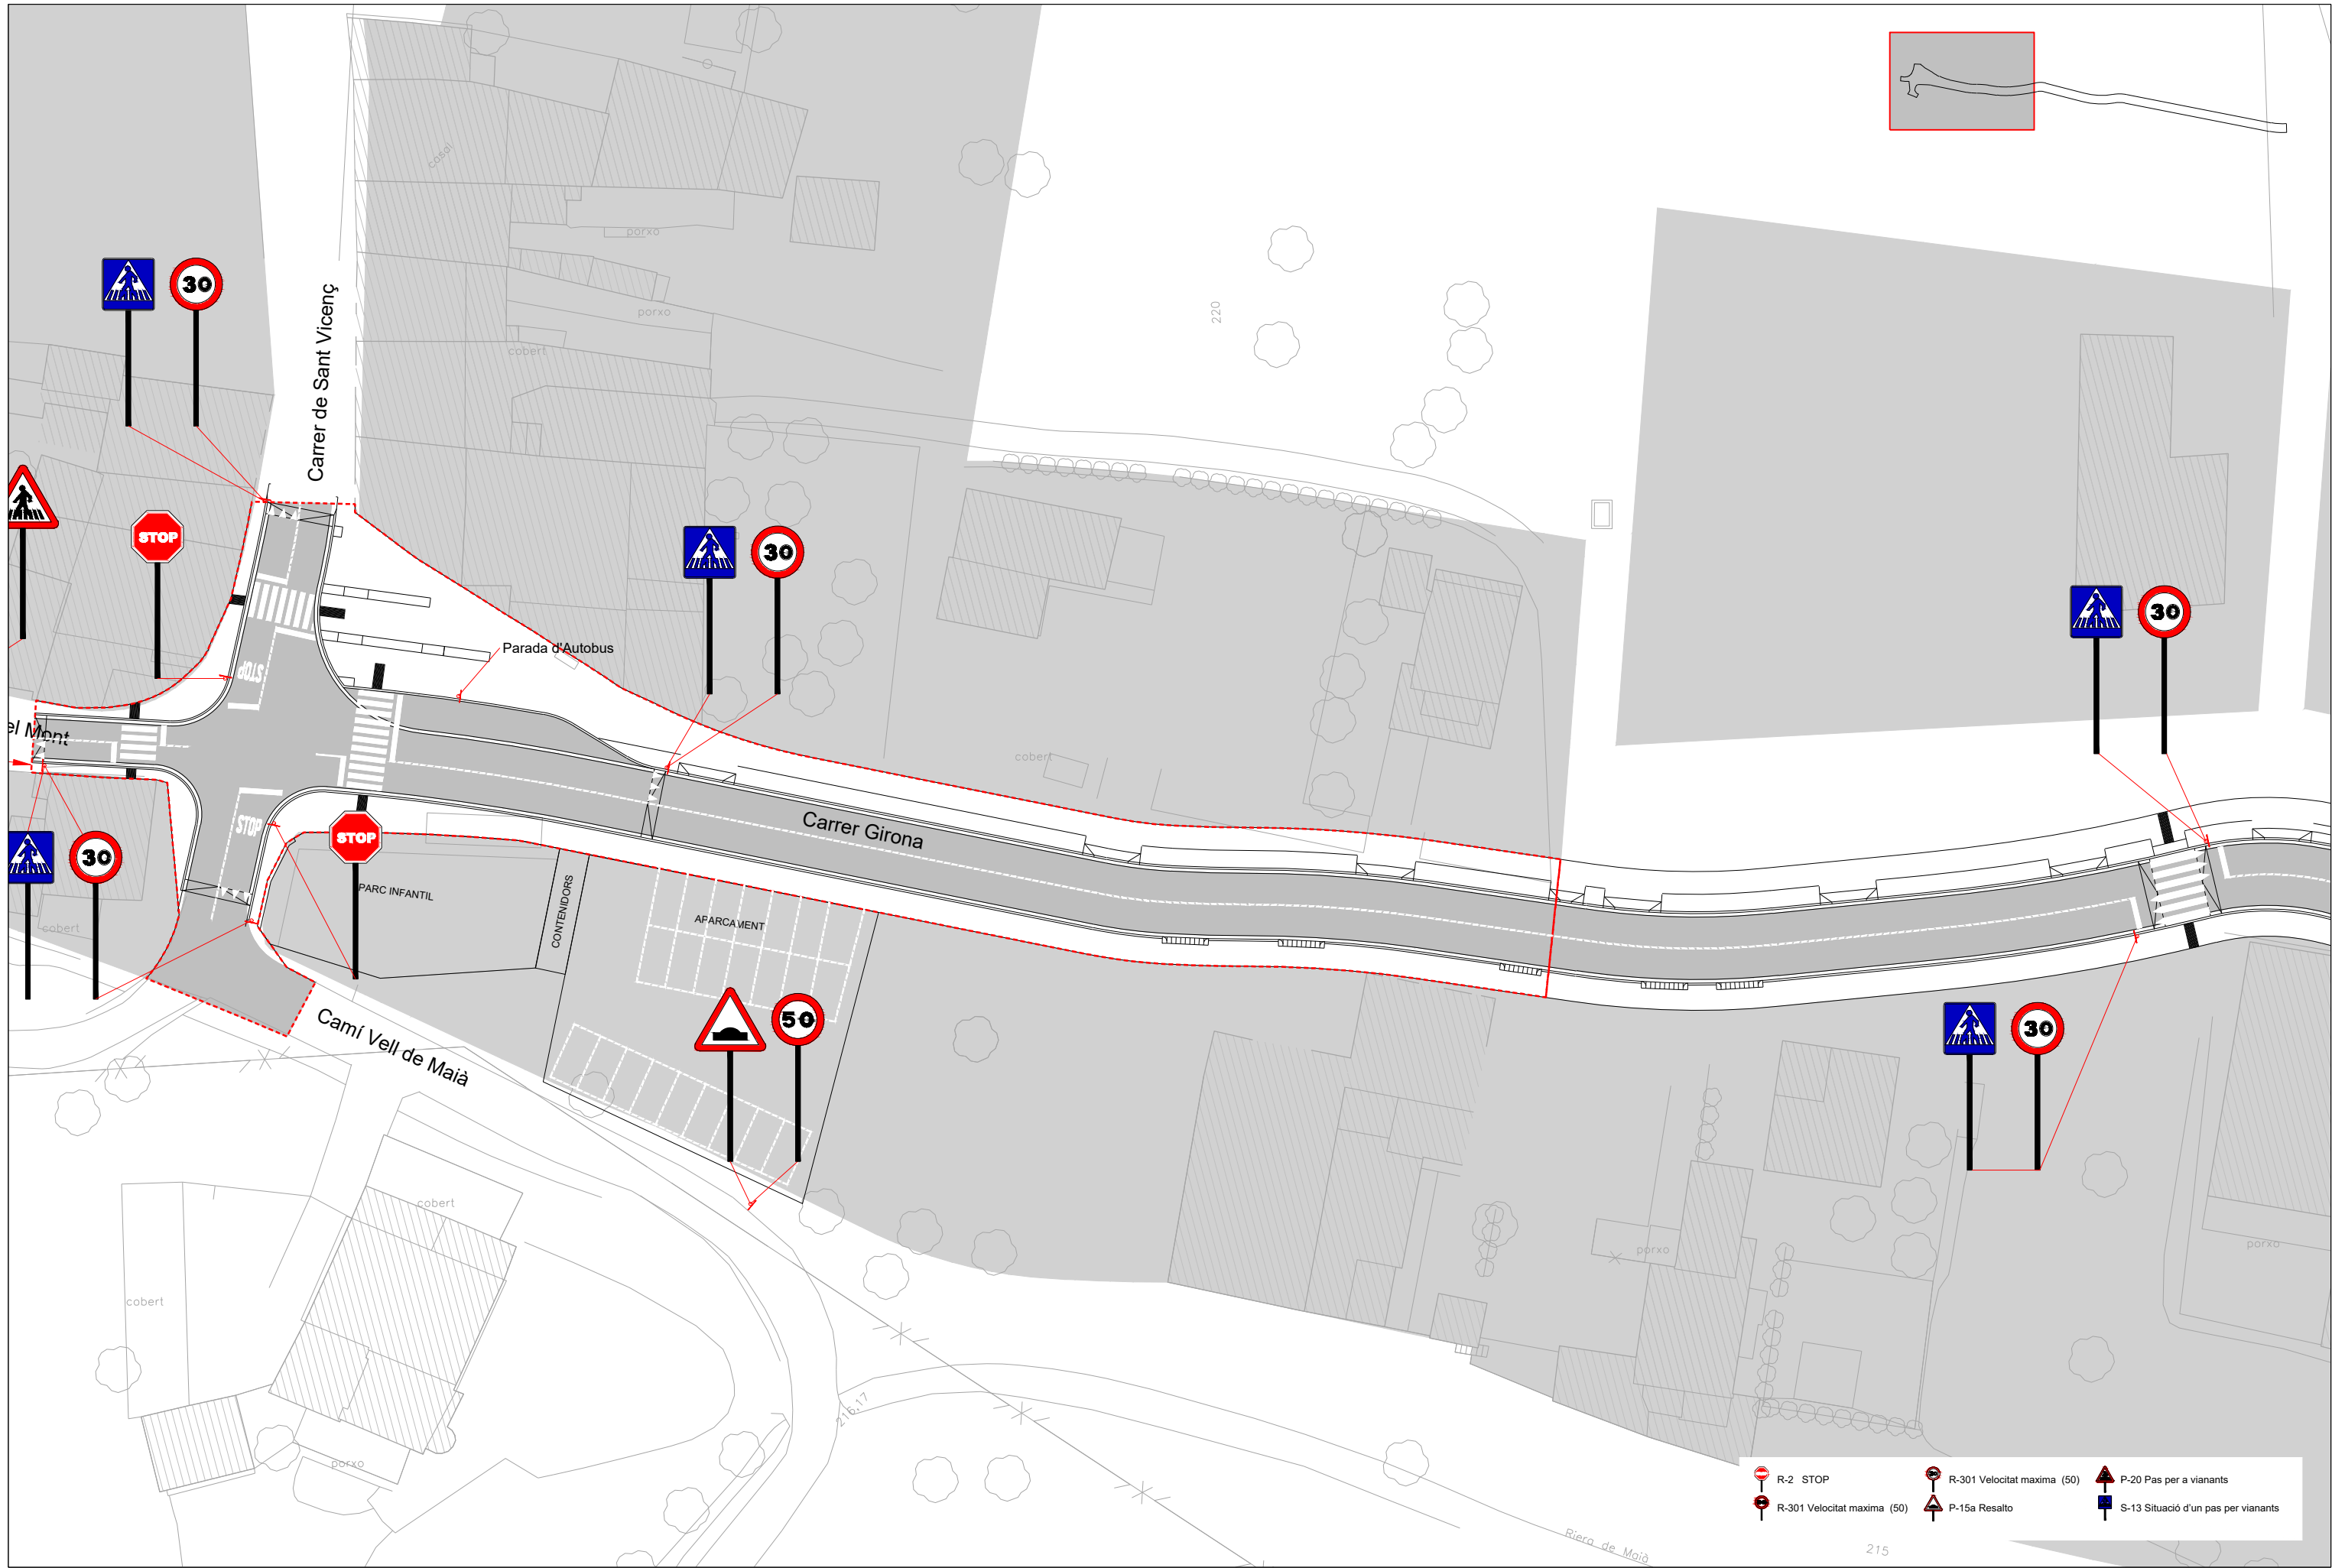 casal
porxo
30
Carrer de Sant Vicenç
porxo
220
cobert
STOP
30
30
Parada d'Autobus
STOP
el Mont
cobert
Carrer Girona
STOP
STOP
30
PARC INFANTIL
CONTENIDORS
APARCAMENT
cobert
Camí Vell de Maià
50
30
cobert
porxo
porxo
cobert
216,17
porxo
R-2 STOP
R-301 Velocitat maxima (50)
P-20 Pas per a vianants
R-301 Velocitat maxima (50)
P-15a Resalto
S-13 Situació d'un pas per vianants
Riera de Maià
215